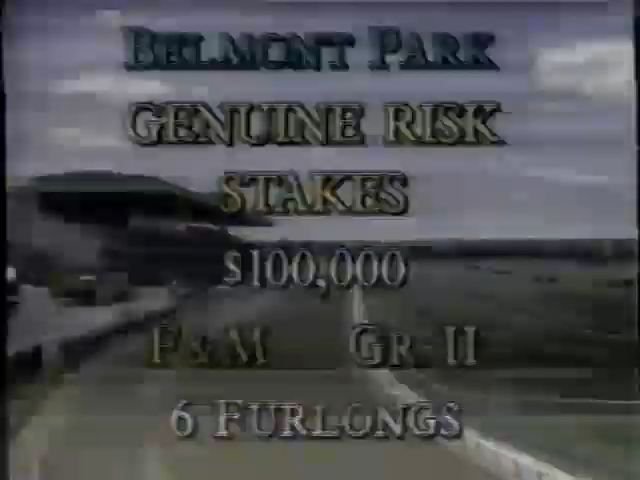 BELMONT PARK
GENUINE RISK
STAKES
$100,000
F&M GR II
6 FURLONGS